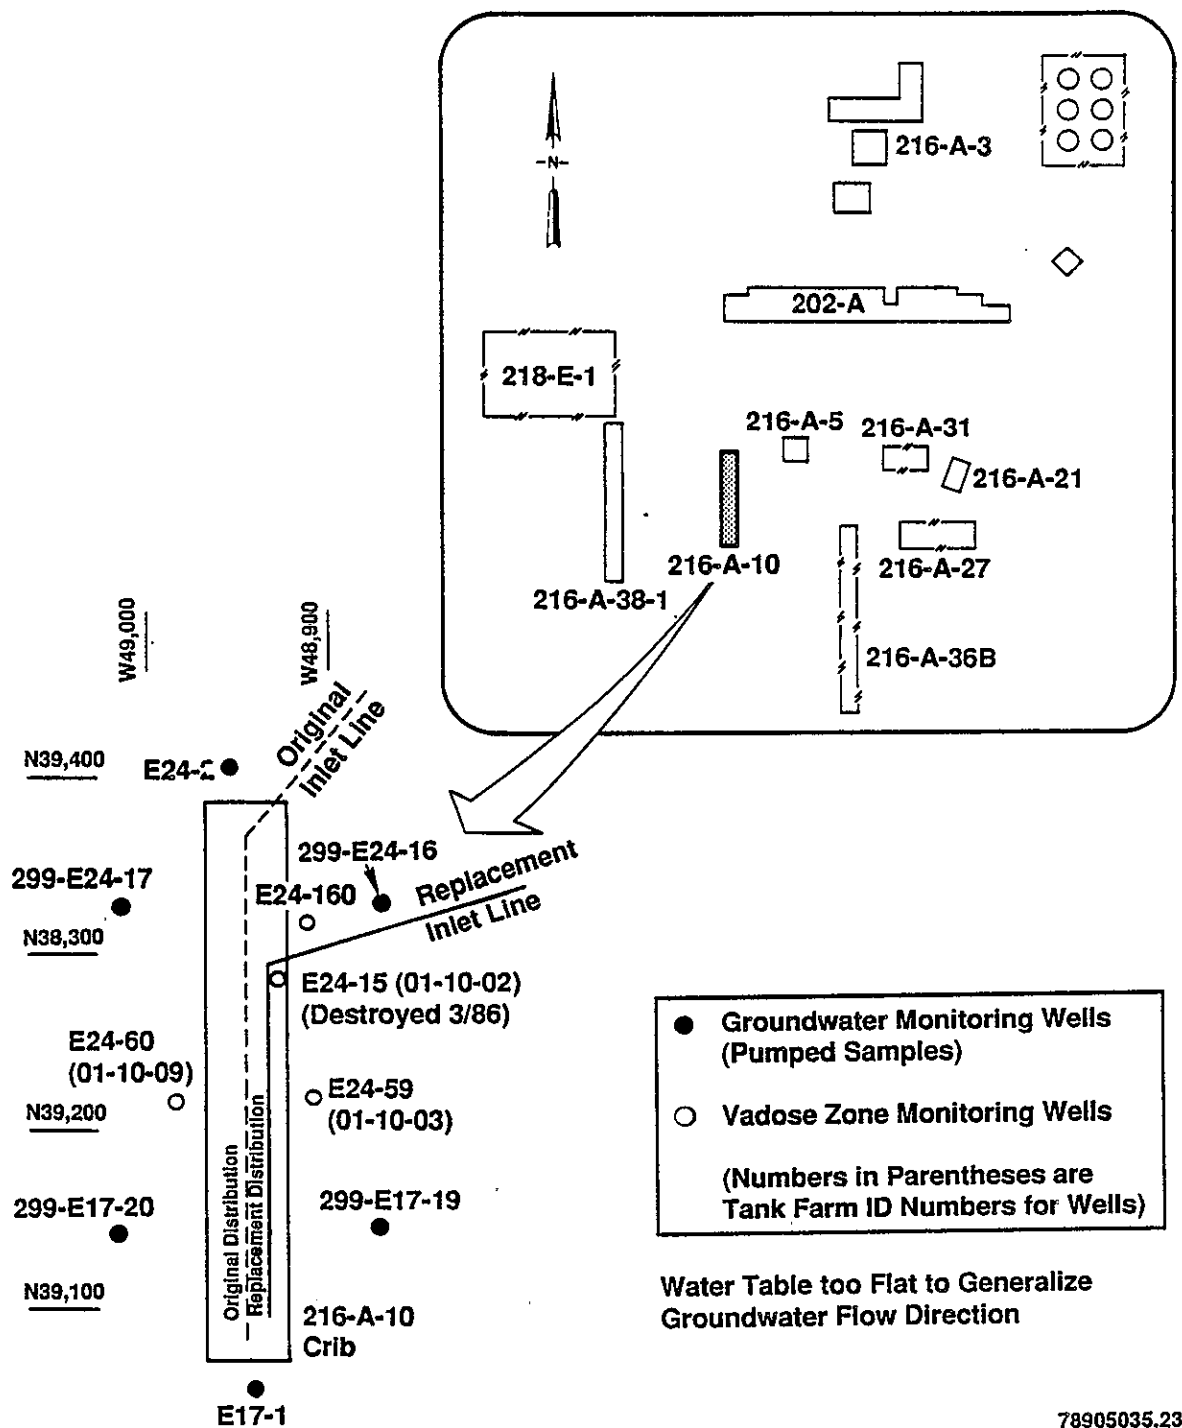 -N-
216-A-3
202-A
218-E-1
216-A-5
216-A-31
216-A-21
216-A-10
216-A-27
216-A-38-1
216-A-36B
W49,000
W48,900
Original
Inlet Line
N39,400
E24-2
299-E24-16
299-E24-17
E24-160
Replacement
Inlet Line
N38,300
E24-15 (01-10-02)
(Destroyed 3/86)
E24-60
(01-10-09)
E24-59
(01-10-03)
N39,200
Original Distribution
Replacement Distribution
299-E17-20
299-E17-19
N39,100
216-A-10
Crib
E17-1
Groundwater Monitoring Wells
(Pumped Samples)
Vadose Zone Monitoring Wells
(Numbers in Parentheses are
Tank Farm ID Numbers for Wells)
Water Table too Flat to Generalize
Groundwater Flow Direction
78905035.23